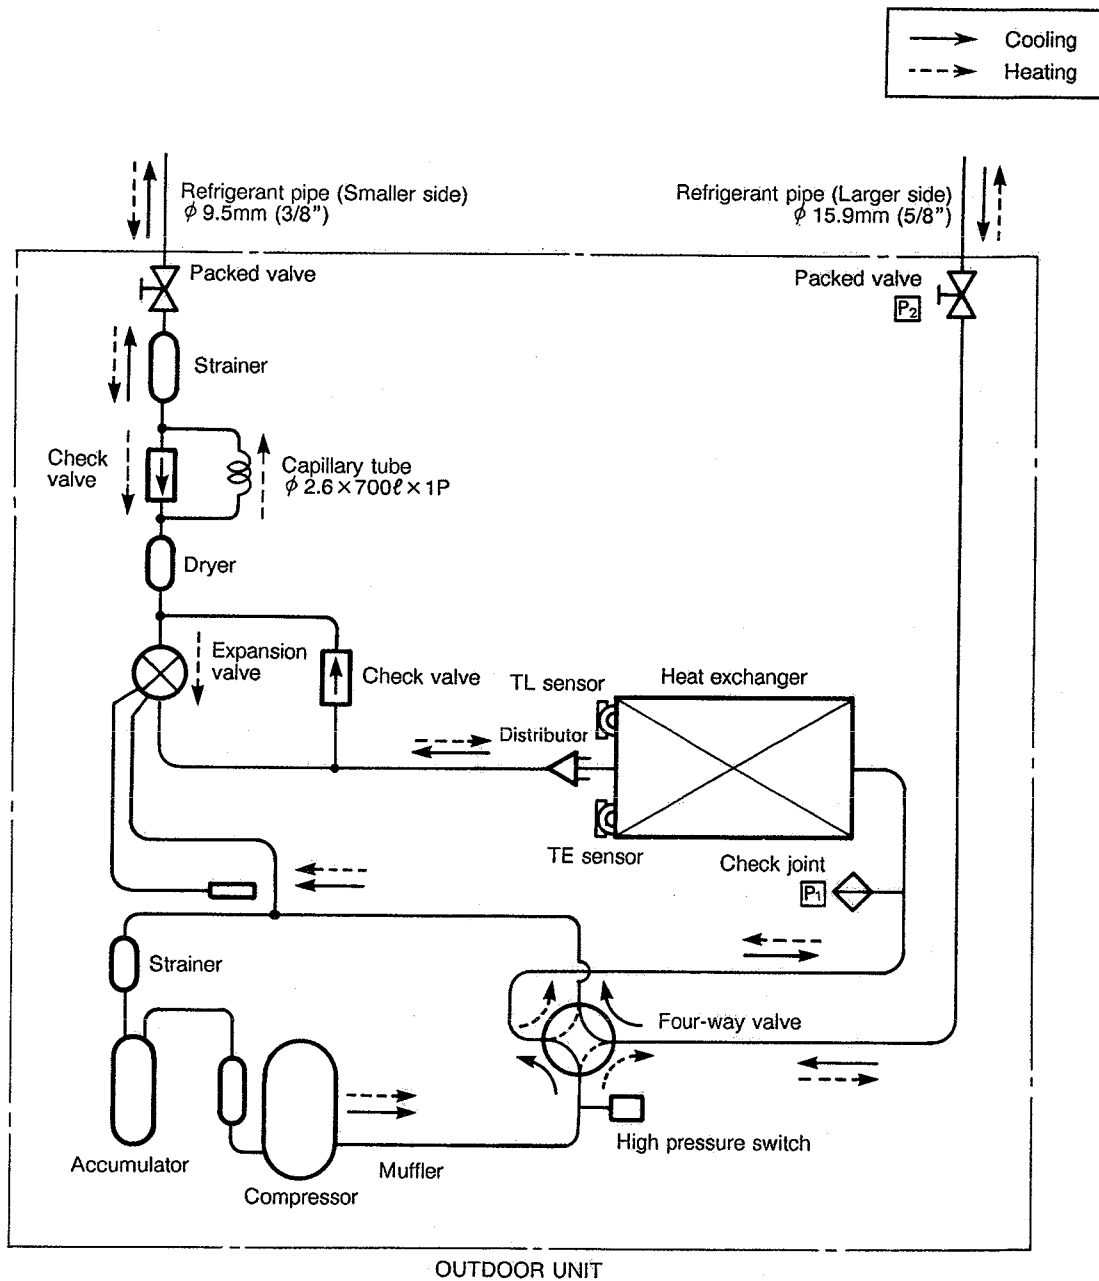 Cooling
Heating
Refrigerant pipe (Smaller side)
ϕ 9.5mm (3/8")
Refrigerant pipe (Larger side)
ϕ 15.9mm (5/8")
Packed valve
Packed valve
P₂
Strainer
Check
valve
Capillary tube
ϕ 2.6×700ℓ×1P
Dryer
Expansion
valve
Check valve
TL sensor
Heat exchanger
Distributor
TE sensor
Check joint
P₁
Strainer
Four-way valve
High pressure switch
Accumulator
Muffler
Compressor
OUTDOOR UNIT